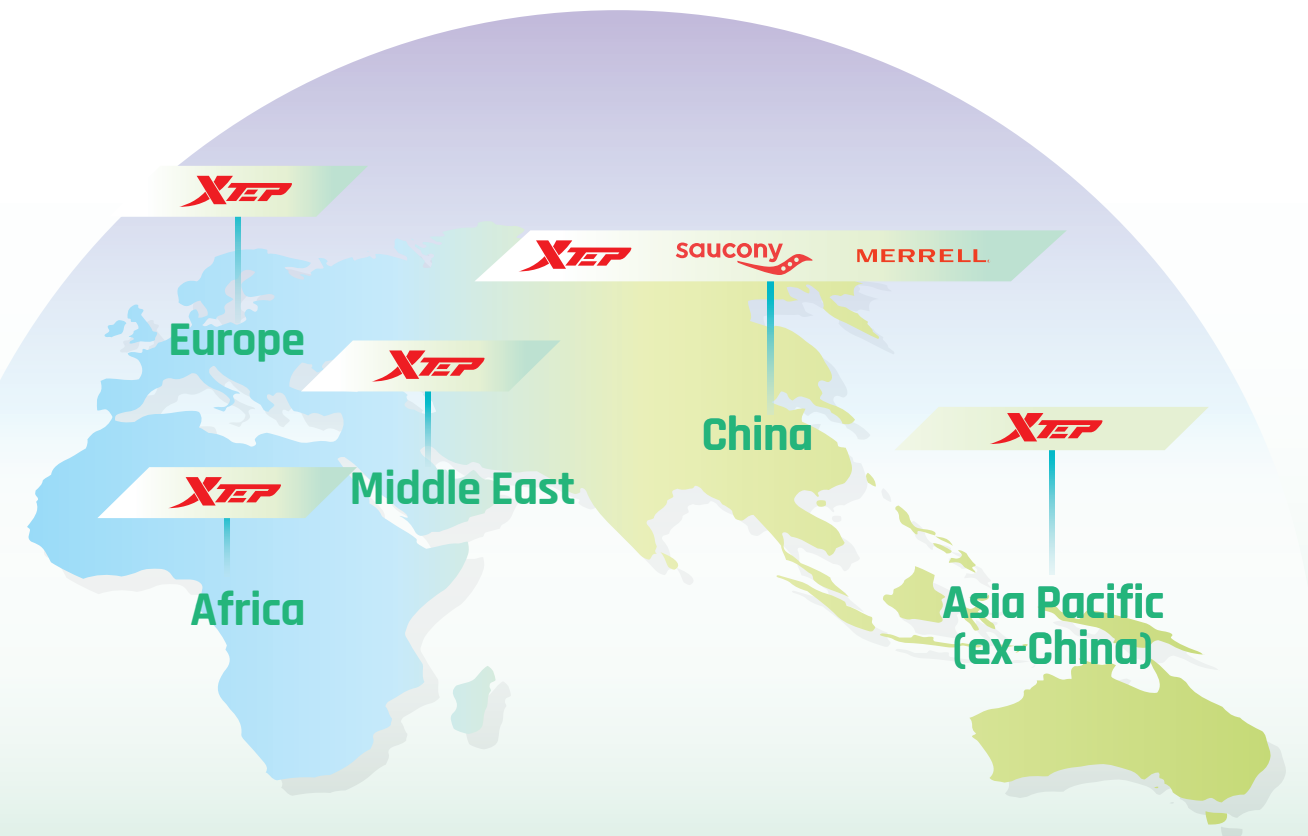 XTEP
Europe
XTEP saucony MERRELL
China
XTEP
Middle East
XTEP
Asia Pacific
(ex-China)
XTEP
Africa